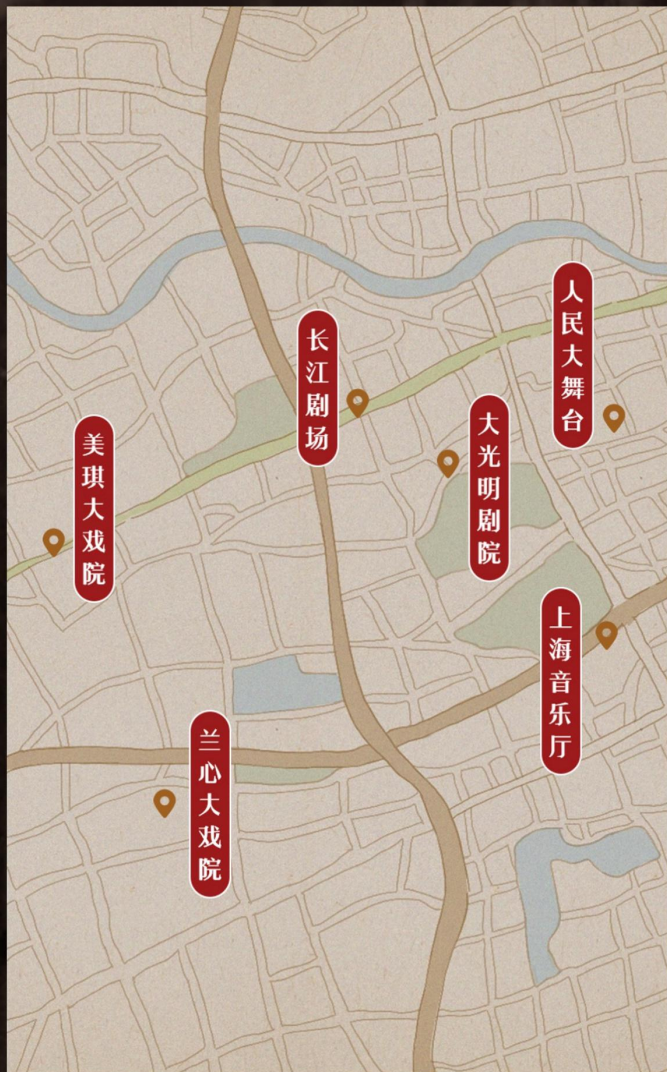 人民大舞台
长江剧场
大光明剧院
美琪大戏院
上海音乐厅
兰心大戏院